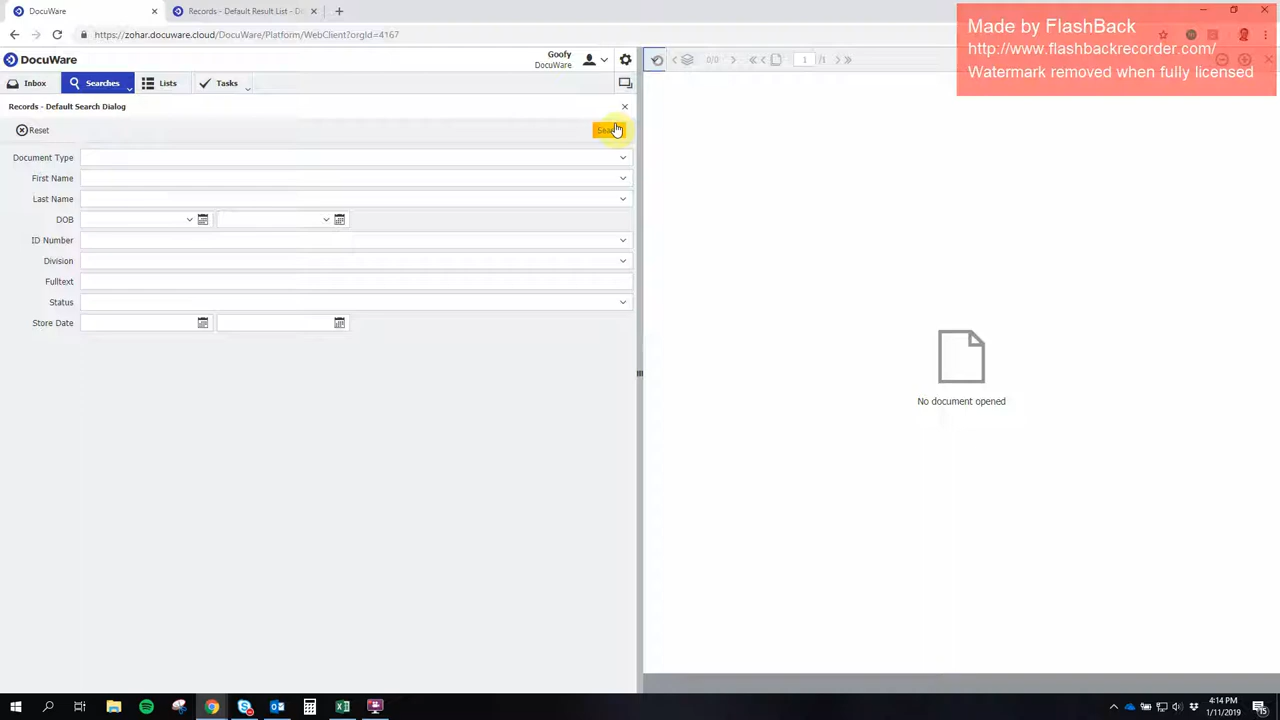 DocuWare
Records - Default Result List - D
Made by FlashBack
http://www.flashbackrecorder.com/
Watermark removed when fully licensed
https://zohar.docuware.cloud/DocuWare/Platform/WebClient?orgId=4167
DocuWare
Goofy
DocuWare
0/0
1
/1
Inbox
Searches
Lists
Tasks
Records - Default Search Dialog
Reset
Document Type
First Name
Last Name
DOB
ID Number
Division
Fulltext
Status
Store Date
No document opened
4:14 PM
1/11/2019
15